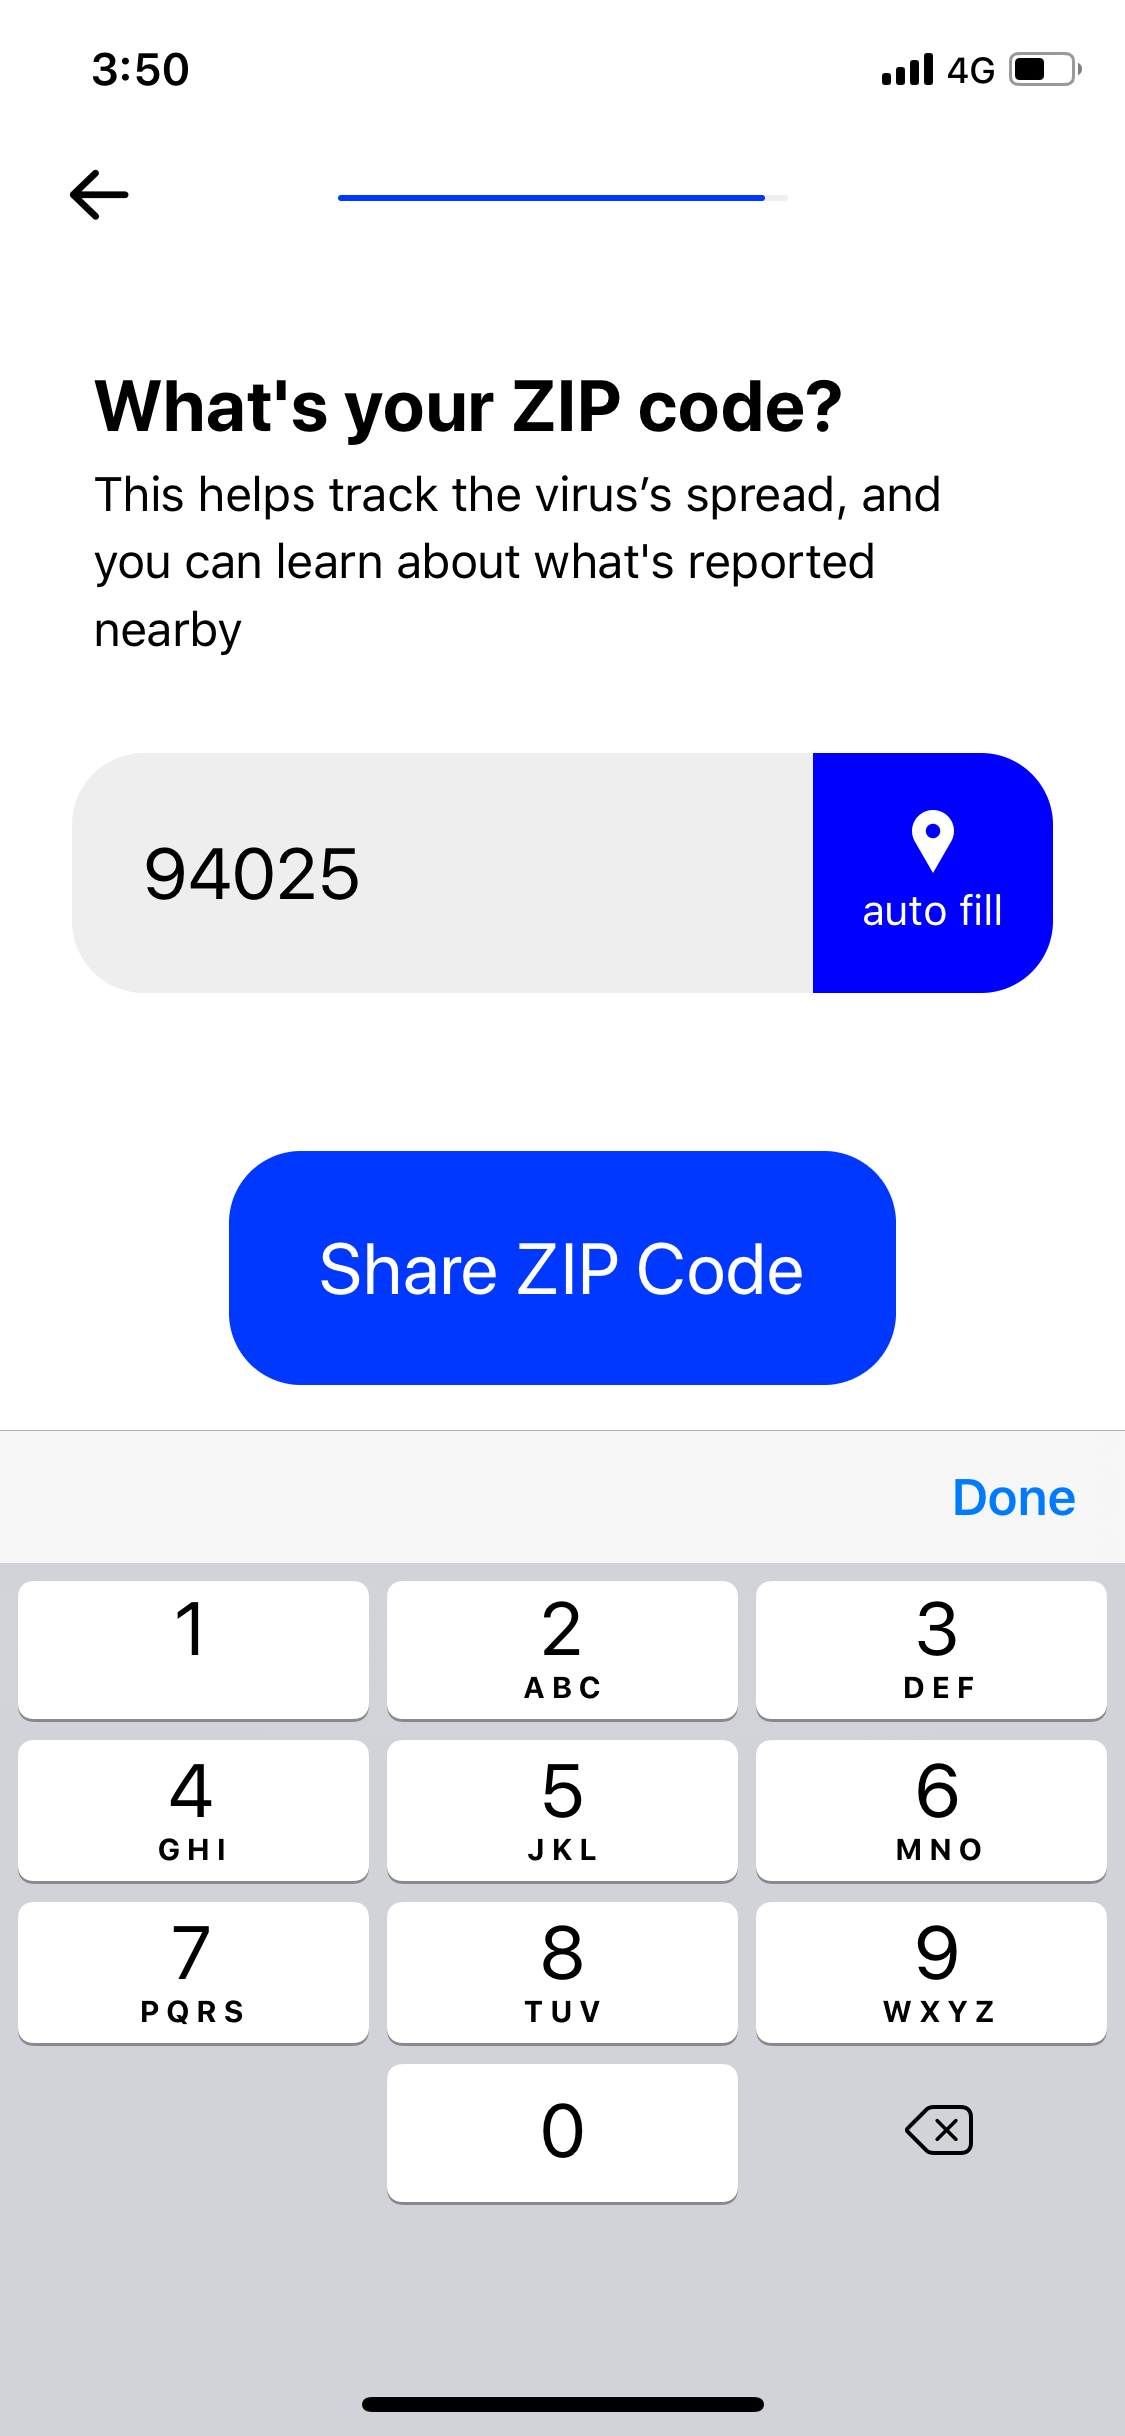 3:50
4G
What's your ZIP code?
This helps track the virus’s spread, and
you can learn about what's reported
nearby
94025
auto fill
Share ZIP Code
Done
1
2
3
ABC
DEF
4
5
6
GHI
JKL
MNO
7
8
9
PQRS
TUV
WXYZ
0